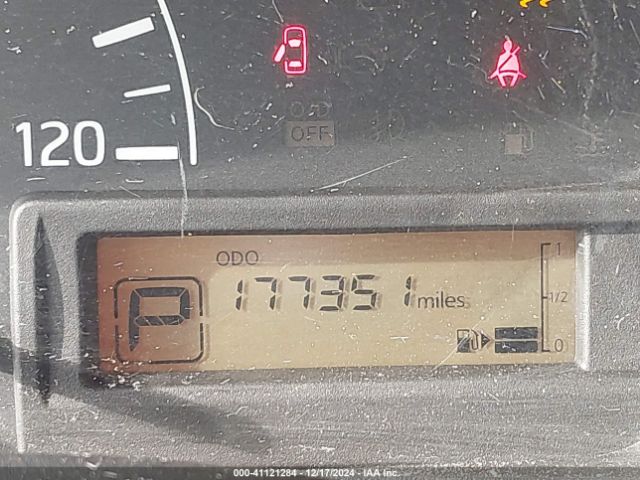 O/D
OFF
120
ODO
177351 miles
P
1
1/2
0
000-41121284 - 12/17/2024 - IAA Inc.